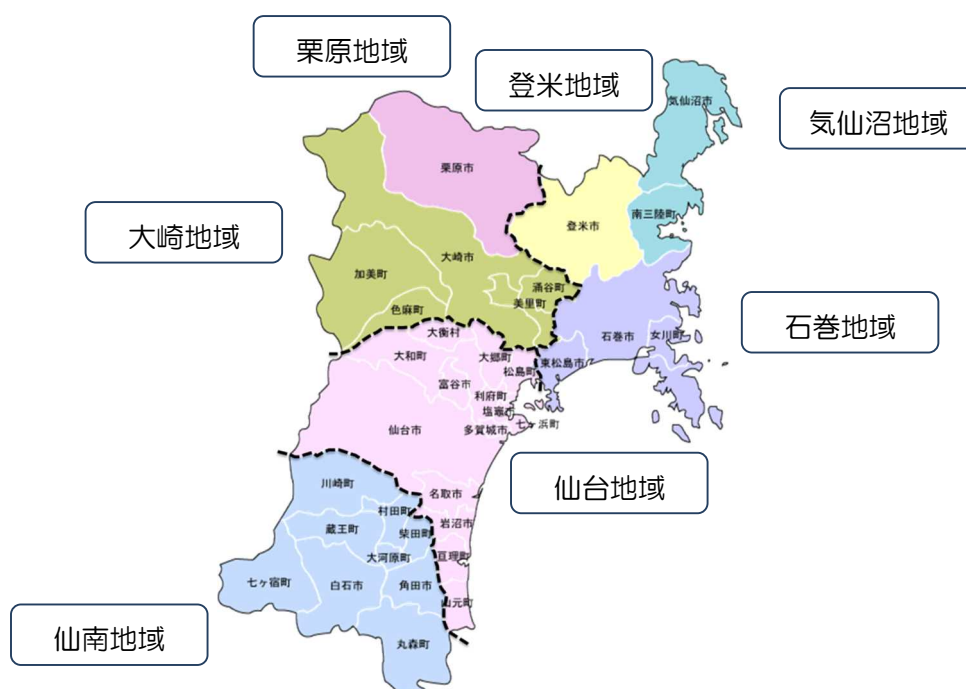 栗原地域
登米地域
気仙沼地域
大崎地域
石巻地域
仙台地域
仙南地域
気仙沼市
栗原市
南三陸町
登米市
大崎市
加美町
涌谷町
美里町
色麻町
大衡村
石巻市
女川町
大和町
大郷町
東松島市
松島町
富谷市
利府町
塩竈市
七ヶ浜町
仙台市
多賀城市
川崎町
名取市
村田町
岩沼市
蔵王町
柴田町
大河原町
亘理町
七ヶ宿町
白石市
角田市
山元町
丸森町